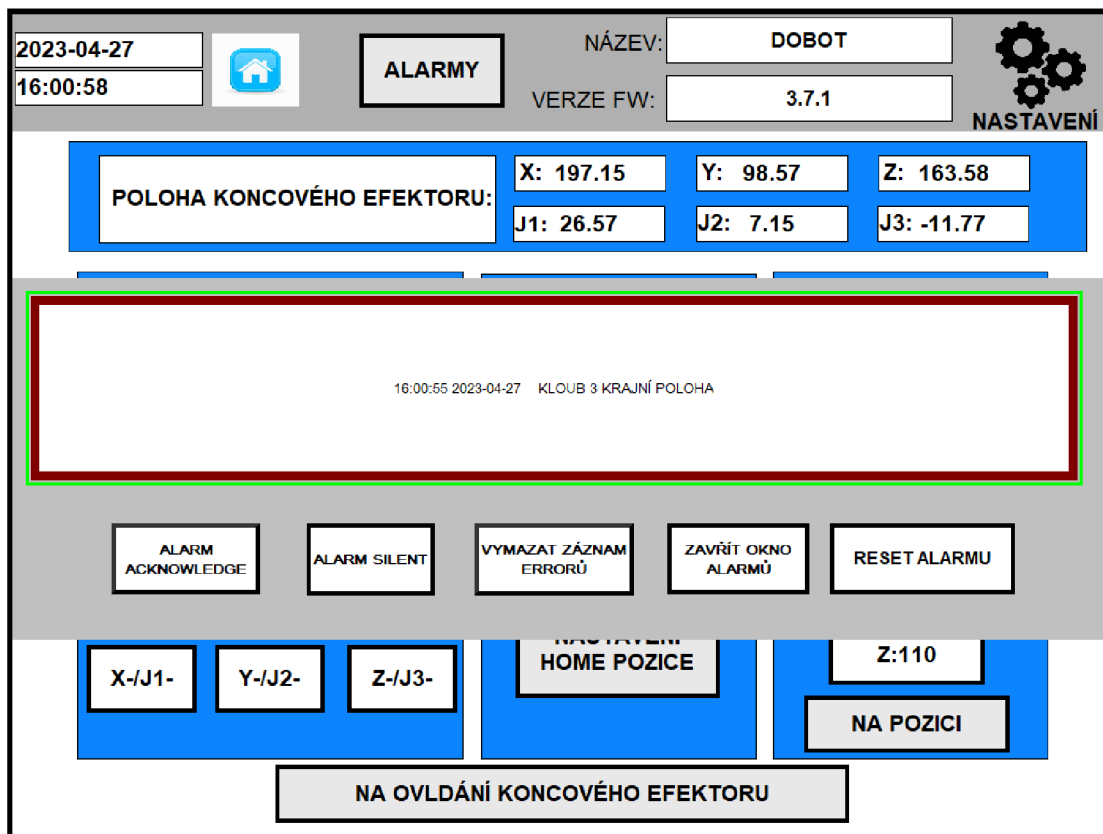 2023-04-27
16:00:58
ALARMY
NÁZEV:
DOBOT
VERZE FW:
3.7.1
NASTAVENÍ
POLOHA KONCOVÉHO EFEKTORU:
X: 197.15
Y: 98.57
Z: 163.58
J1: 26.57
J2: 7.15
J3: -11.77
16:00:55 2023-04-27 KLOUB 3 KRAJNÍ POLOHA
ALARM
ACKNOWLEDGE
ALARM SILENT
VYMAZAT ZÁZNAM
ERRORŮ
ZAVŘÍT OKNO
ALARMŮ
RESET ALARMU
X-/J1-
Y-/J2-
Z-/J3-
NASTAVENÍ
HOME POZICE
Z:110
NA POZICI
NA OVLDÁNÍ KONCOVÉHO EFEKTORU